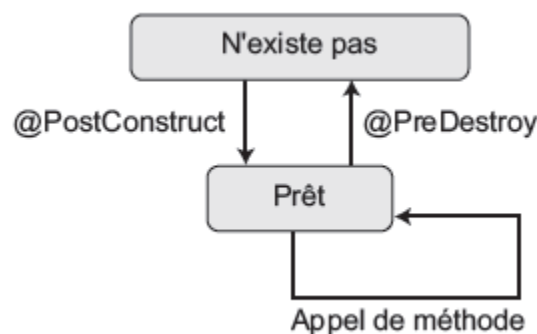 N'existe pas
@PostConstruct
@PreDestroy
Prêt
Appel de méthode